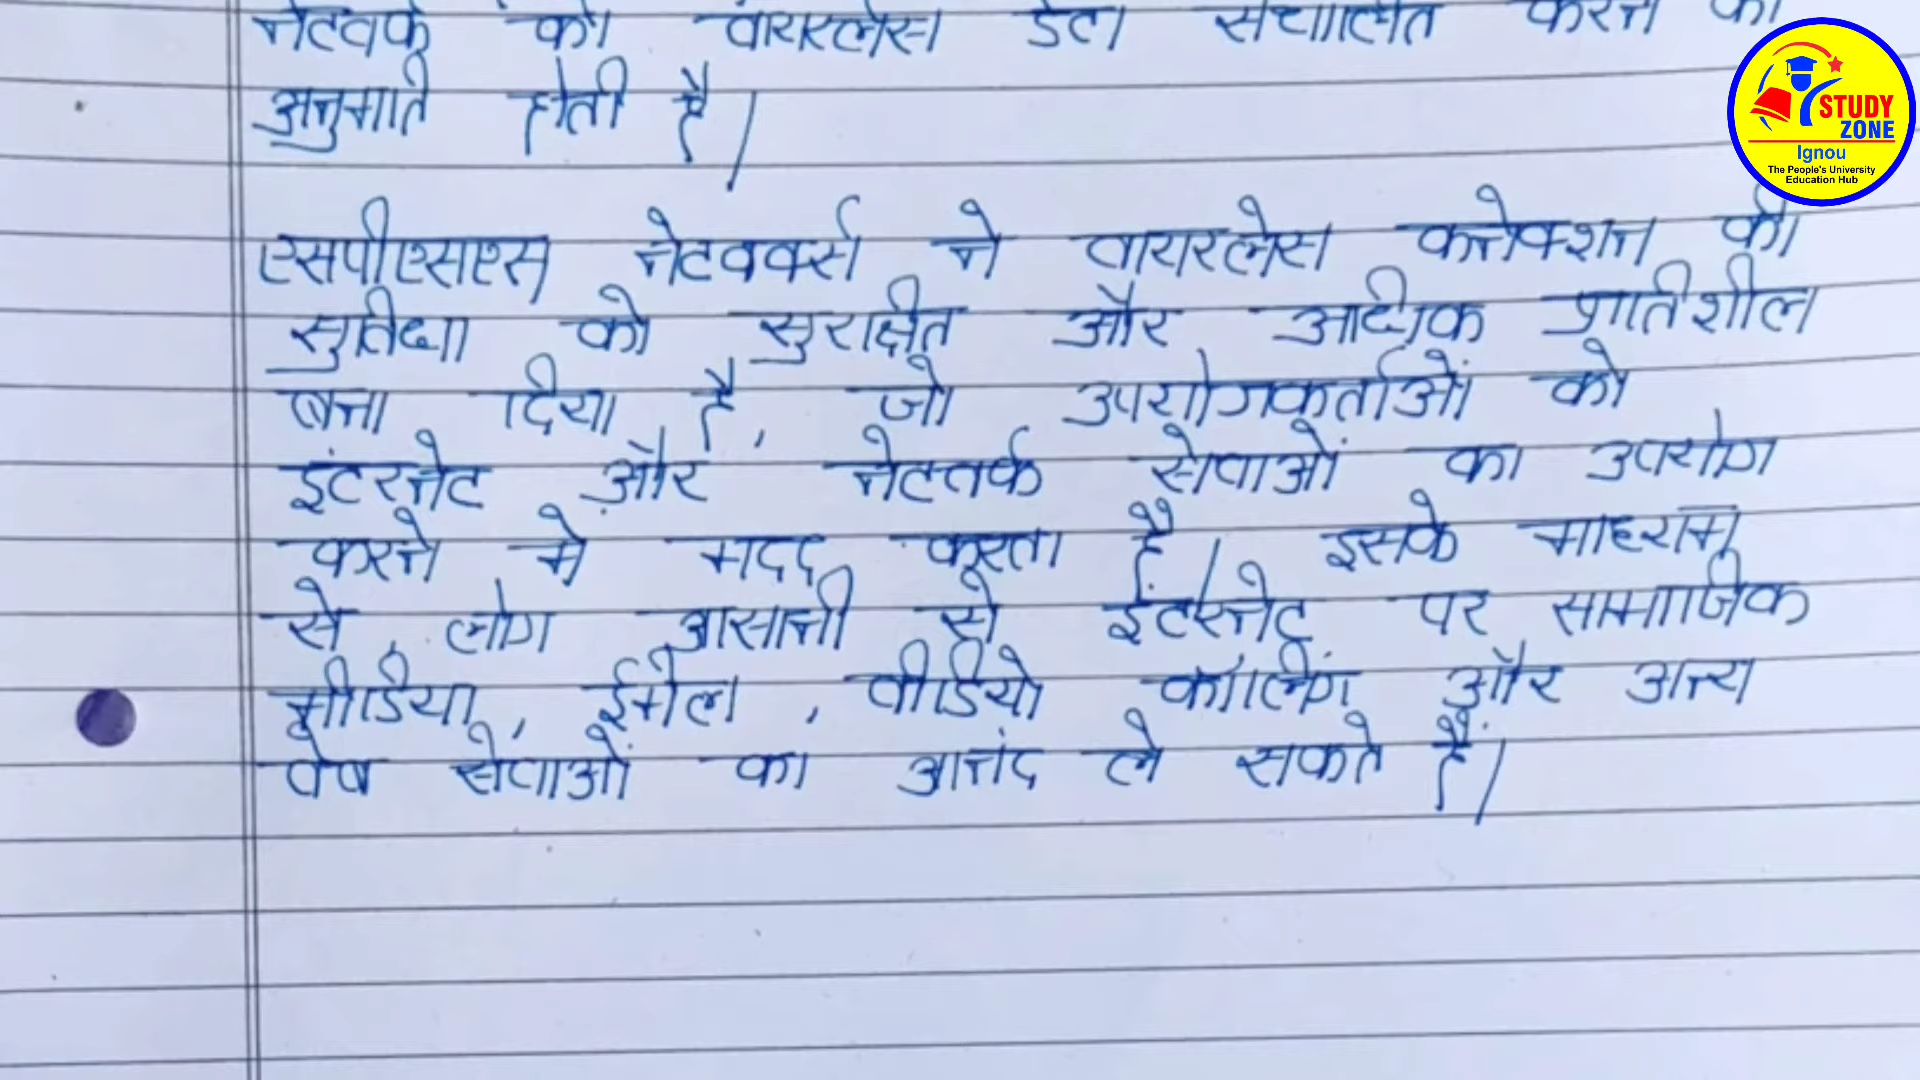 नेटवर्क को वायरलेस डेटा संचालित करने की
अनुमति होती है।
एसपीएसएस नेटवर्क्स ने वायरलेस कनेक्शन की
सुविधा को सुरक्षित और अधिक प्रगतिशील
बना दिया है, जो उपयोगकर्ताओं को
इंटरनेट और नेटवर्क सेवाओं का उपयोग
करने मे मदद करता है। इसके माध्यम
से लोग आसानी से इंटरनेट पर सामाजिक
मीडिया, ईमेल, वीडियो कॉलिंग और अन्य
वेब सेवाओं का आनंद ले सकते हैं।
STUDY
ZONE
Ignou
The People's University
Education Hub